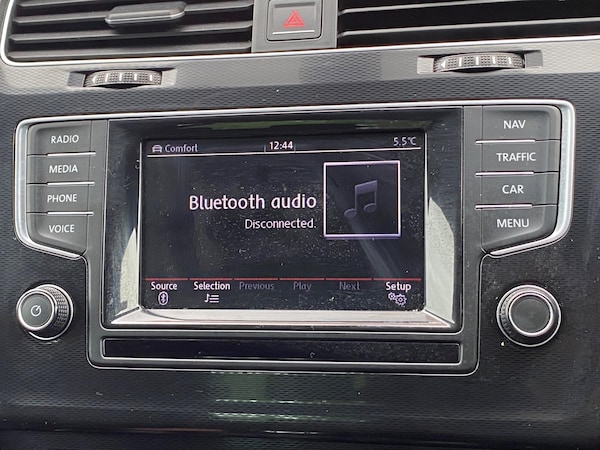 RADIO
MEDIA
PHONE
VOICE
Comfort 12:44 5.5°C
Bluetooth audio
Disconnected.
Source Selection Previous Play Next Setup
NAV
TRAFFIC
CAR
MENU